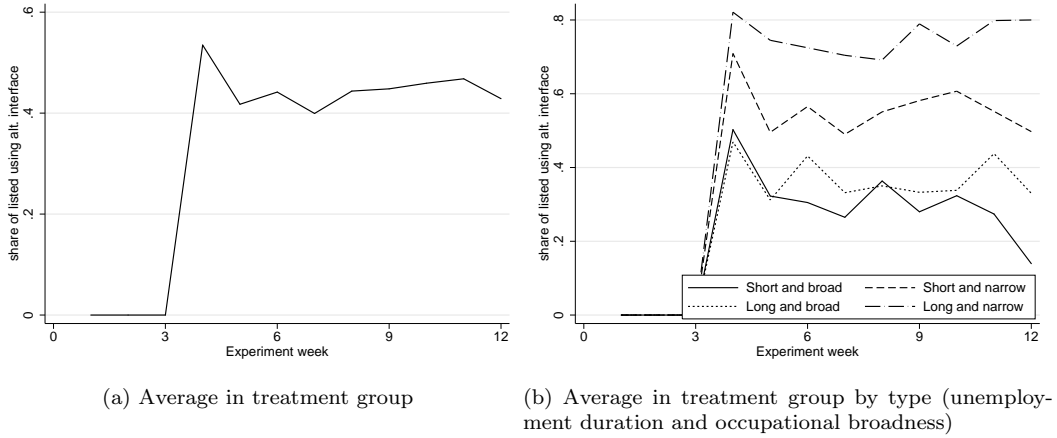 .6
.4
.2
0
share of listed using alt. interface
0 3 6 9 12
Experiment week
(a) Average in treatment group
.8
.6
.4
.2
0
share of listed using alt. interface
Short and broad Short and narrow
Long and broad Long and narrow
0 3 6 9 12
Experiment week
(b) Average in treatment group by type (unemploy-
ment duration and occupational broadness)